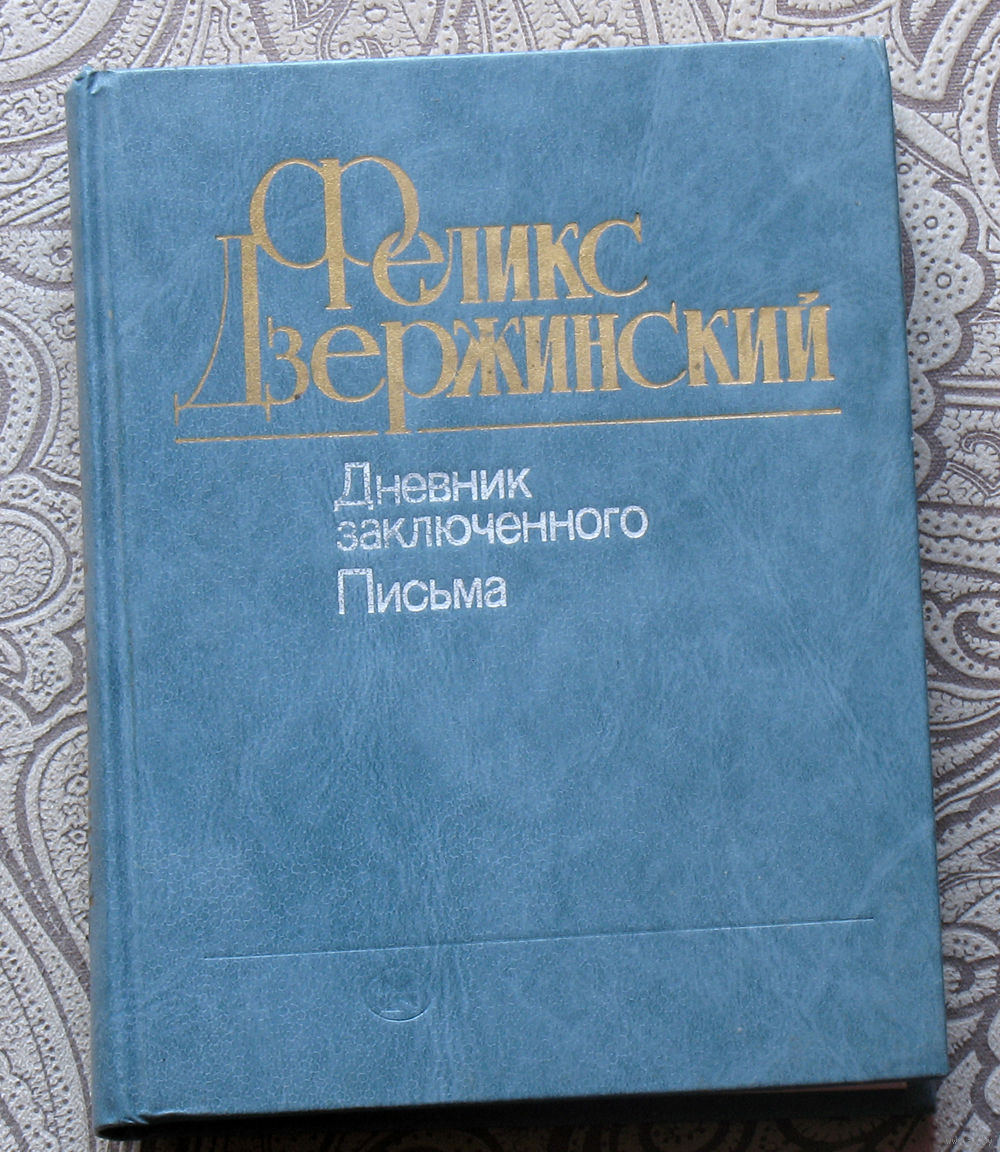 Феликс
Дзержинский
Дневник
заключенного
Письма